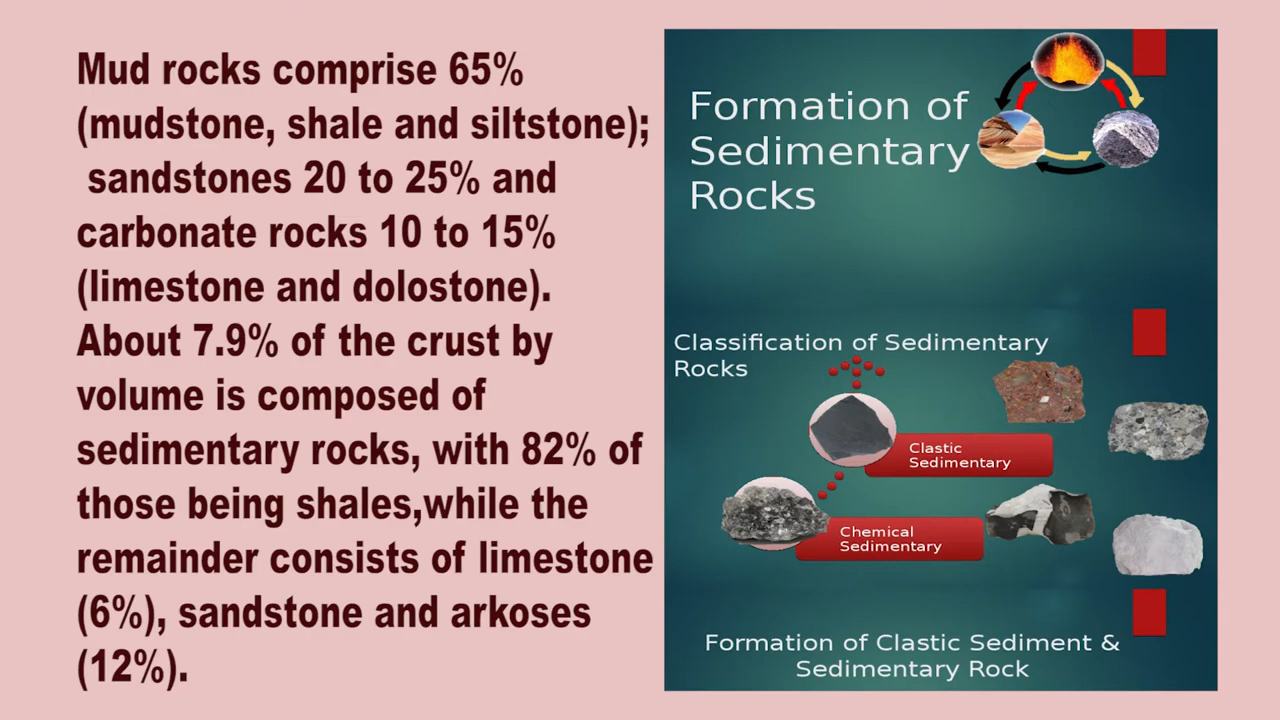 Mud rocks comprise 65%
(mudstone, shale and siltstone);
sandstones 20 to 25% and
carbonate rocks 10 to 15%
(limestone and dolostone).
About 7.9% of the crust by
volume is composed of
sedimentary rocks, with 82% of
those being shales,while the
remainder consists of limestone
(6%), sandstone and arkoses
(12%).
Formation of
Sedimentary
Rocks
Classification of Sedimentary
Rocks
Clastic
Sedimentary
Chemical
Sedimentary
Formation of Clastic Sediment &
Sedimentary Rock